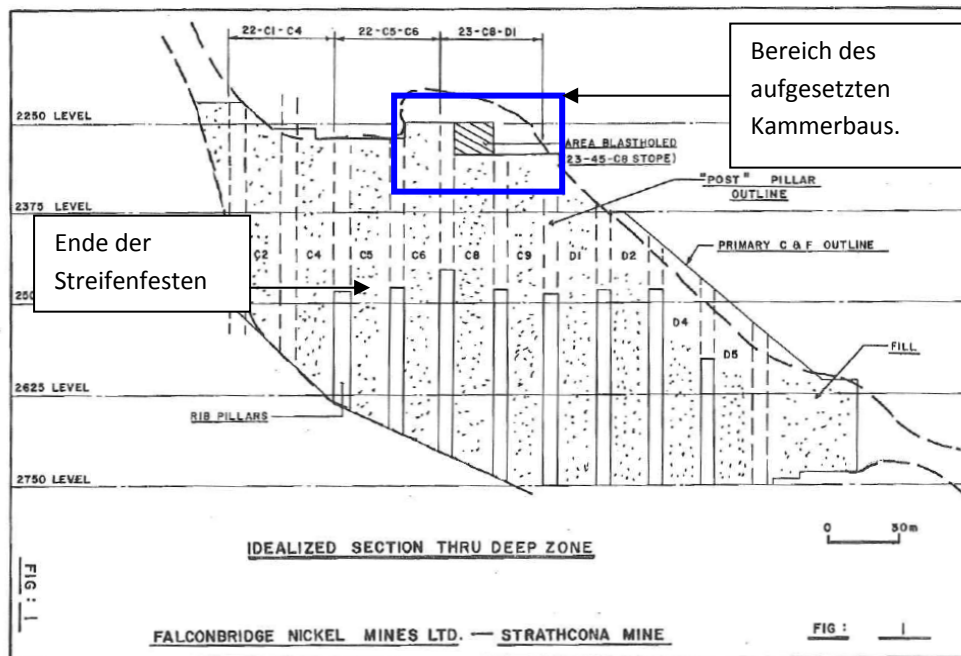 22-C1-C4
22-C5-C6
23-C8-D1
Bereich des
aufgesetzten
Kammerbaus.
2250 LEVEL
AREA BLASTHOLED
(23-45-C8 STOPE)
"POST" PILLAR
OUTLINE
2375 LEVEL
PRIMARY C & F OUTLINE
Ende der
Streifenfesten
C2
C4
C5
C6
C8
C9
D1
D2
D4
D5
FILL
2625 LEVEL
RIB PILLARS
2750 LEVEL
0 30m
IDEALIZED SECTION THRU DEEP ZONE
FIG : 1
FALCONBRIDGE NICKEL MINES LTD. — STRATHCONA MINE
FIG : 1